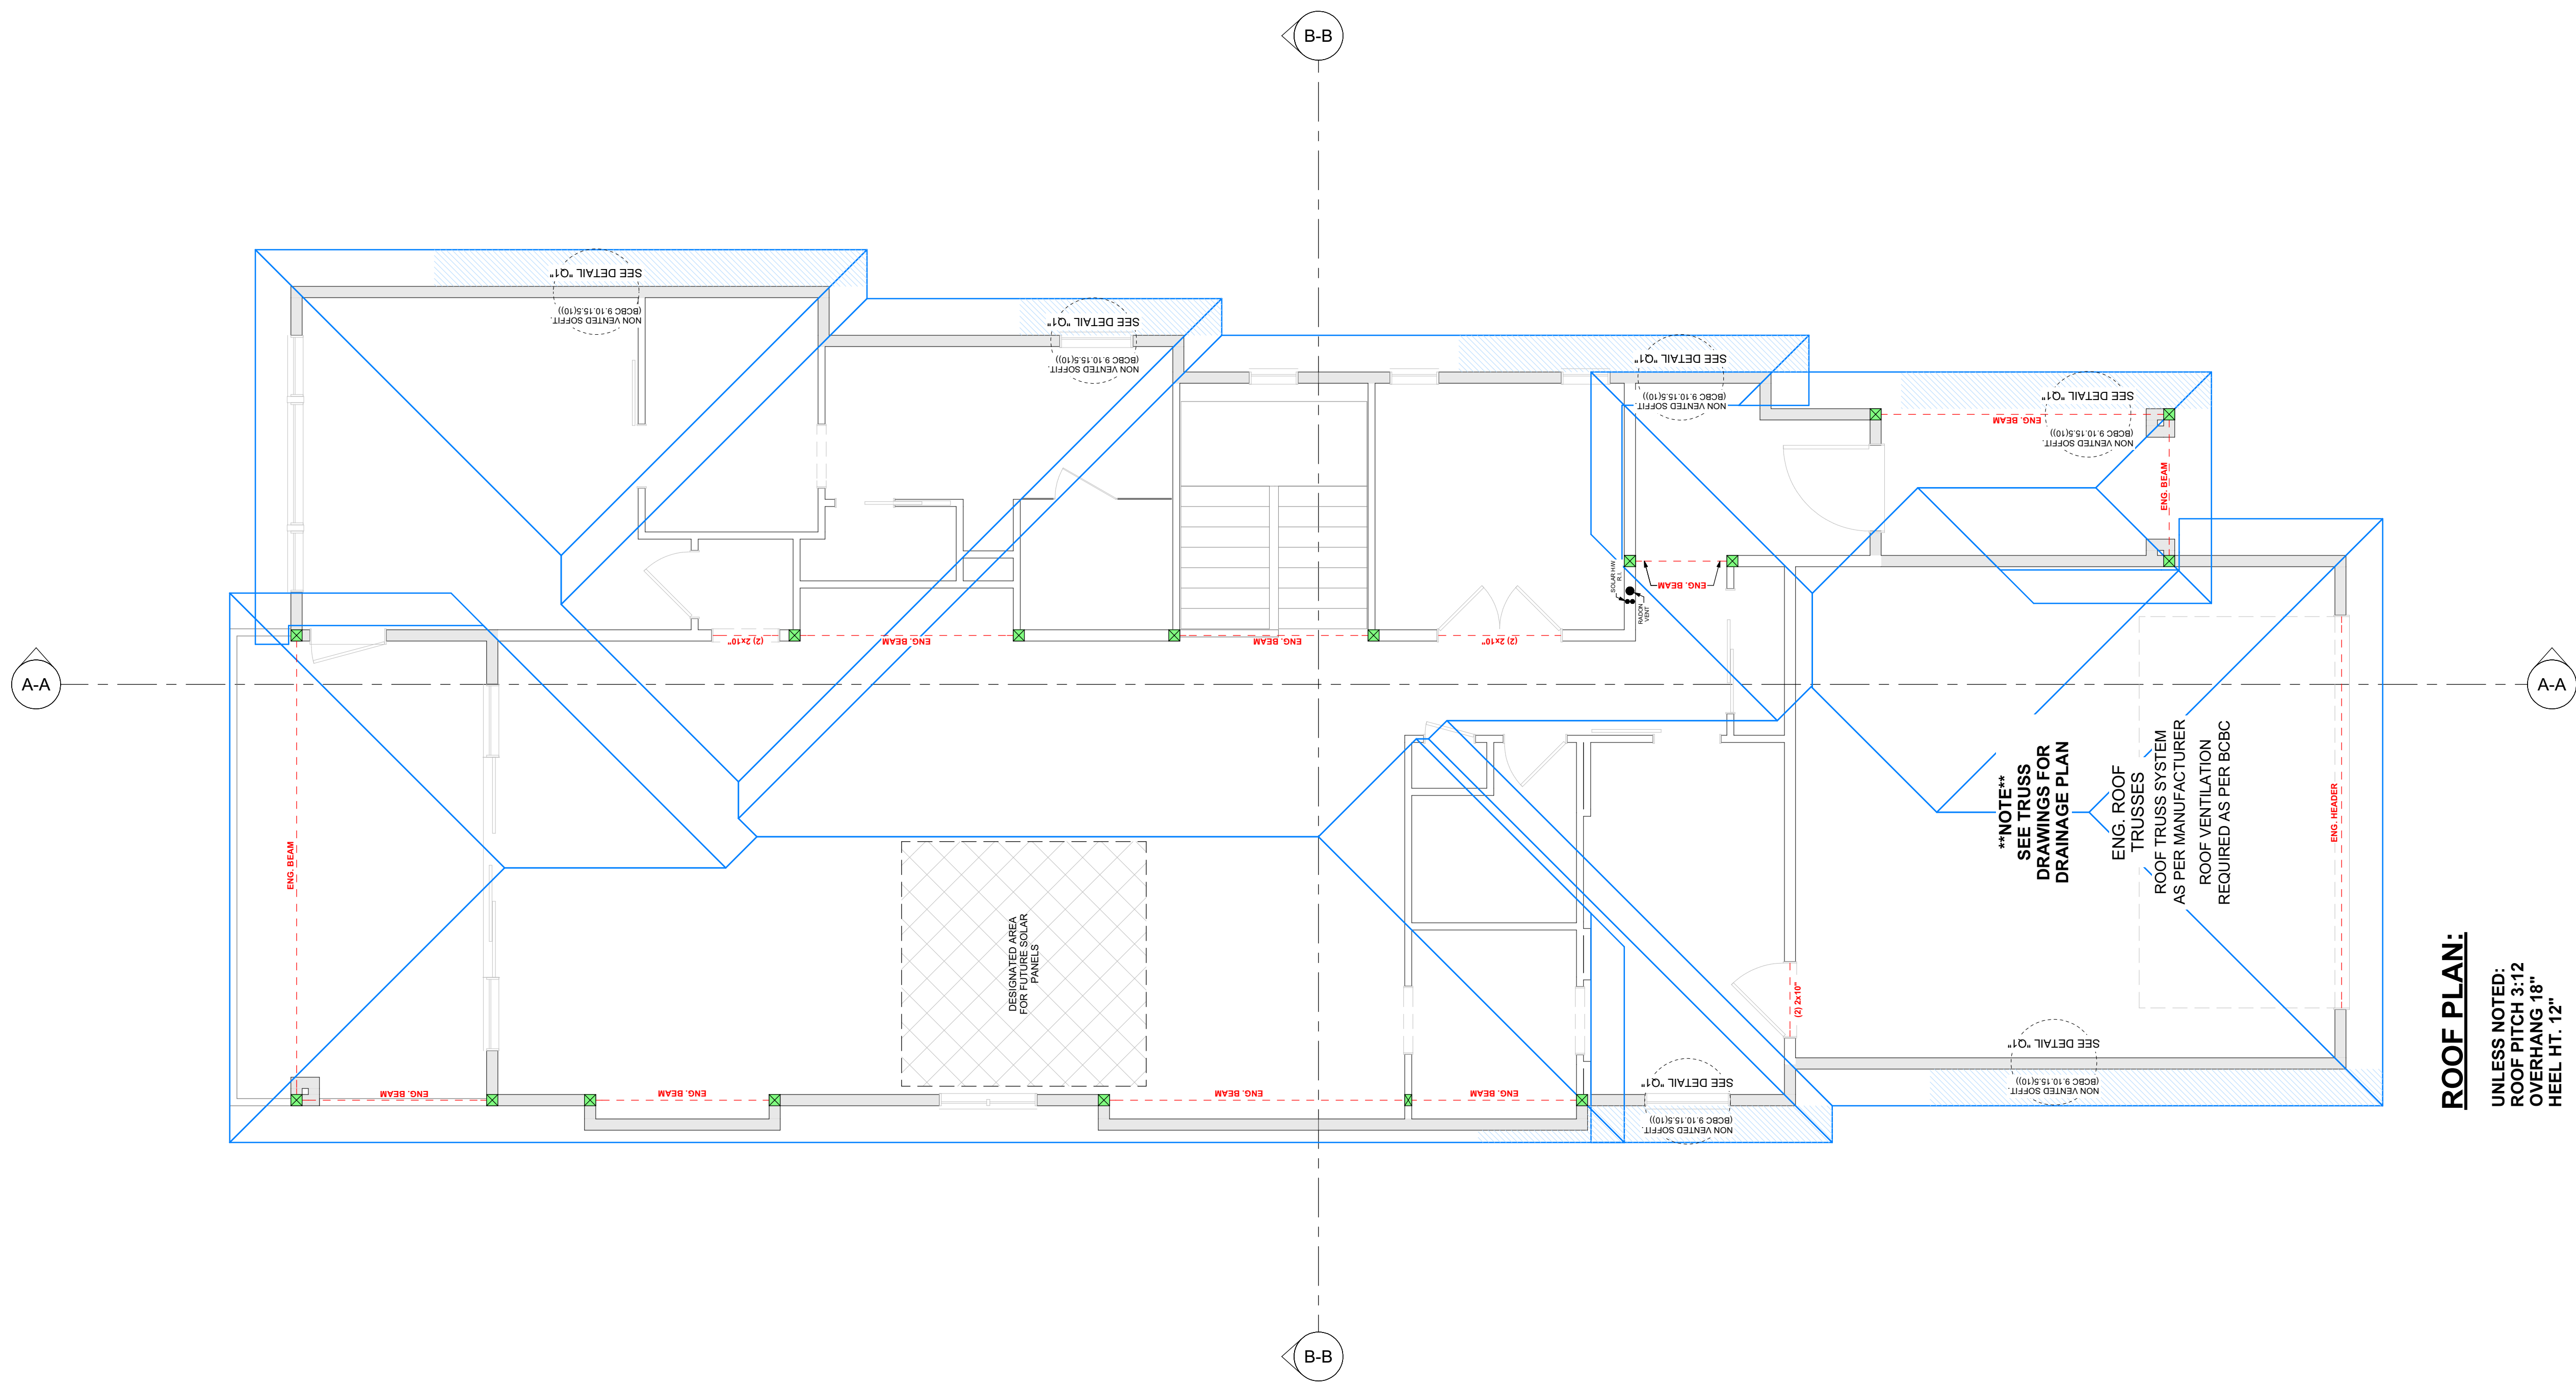 B-B
SEE DETAIL "Q1"
NON VENTED SOFFIT.
(BCBC 9.10.15.5(10))
SEE DETAIL "Q1"
NON VENTED SOFFIT.
(BCBC 9.10.15.5(10))
SEE DETAIL "Q1"
NON VENTED SOFFIT.
(BCBC 9.10.15.5(10))
SEE DETAIL "Q1"
NON VENTED SOFFIT.
(BCBC 9.10.15.5(10))
ENG. BEAM
ENG. BEAM
SOLAR H/W
R.I.
RADON
VENT
ENG. BEAM
(2) 2x10"
ENG. BEAM
ENG. BEAM
(2) 2x10"
A-A
A-A
**NOTE**
SEE TRUSS
DRAWINGS FOR
DRAINAGE PLAN
ENG. ROOF
TRUSSES
ROOF TRUSS SYSTEM
AS PER MANUFACTURER
ROOF VENTILATION
REQUIRED AS PER BCBC
ENG. HEADER
ENG. BEAM
DESIGNATED AREA
FOR FUTURE SOLAR
PANELS
(2) 2x10"
SEE DETAIL "Q1"
NON VENTED SOFFIT.
(BCBC 9.10.15.5(10))
ENG. BEAM
ENG. BEAM
ENG. BEAM
ENG. BEAM
SEE DETAIL "Q1"
NON VENTED SOFFIT.
(BCBC 9.10.15.5(10))
B-B
ROOF PLAN:
UNLESS NOTED:
ROOF PITCH 3:12
OVERHANG 18"
HEEL HT. 12"